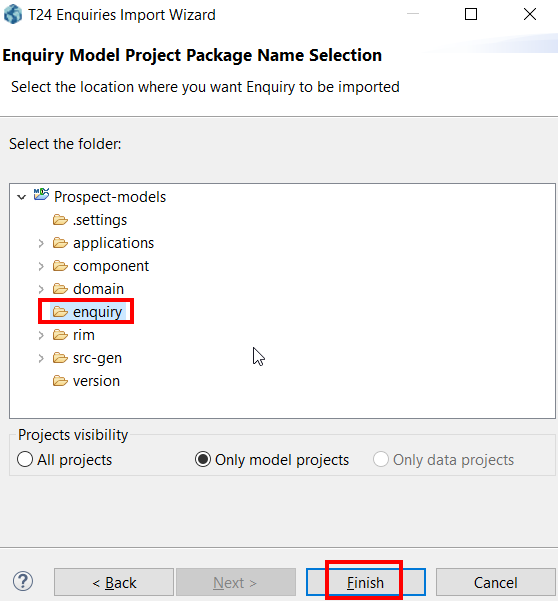 T24 Enquiries Import Wizard
Enquiry Model Project Package Name Selection
Select the location where you want Enquiry to be imported
Select the folder:
Prospect-models
.settings
applications
component
domain
enquiry
rim
src-gen
version
Projects visibility
All projects Only model projects Only data projects
? < Back Next > Finish Cancel